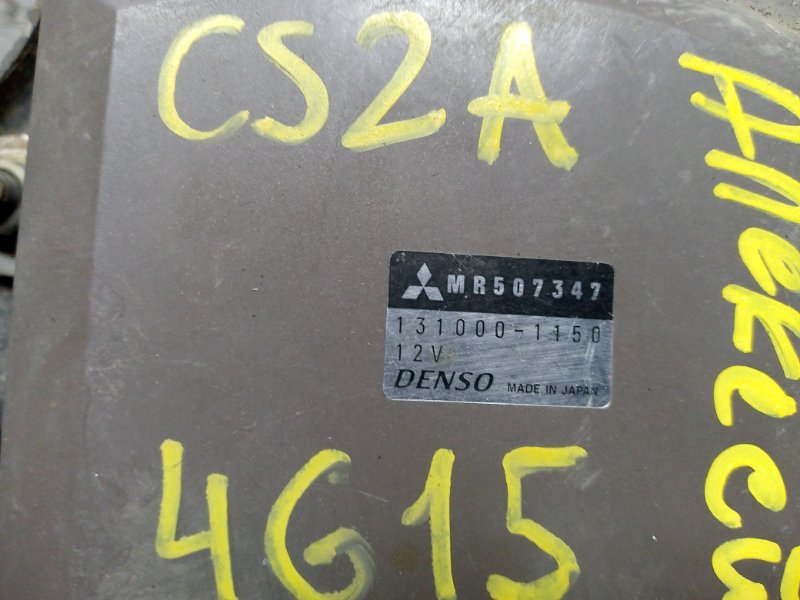 CS2A
MR507347
131000-1150
12V
DENSO MADE IN JAPAN
4G15